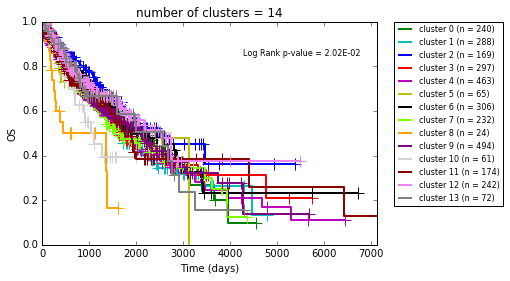 number of clusters = 14
Log Rank p-value = 2.02E-02
OS
1.0
0.8
0.6
0.4
0.2
0.0
0 1000 2000 3000 4000 5000 6000 7000
Time (days)
cluster 0 (n = 240)
cluster 1 (n = 288)
cluster 2 (n = 169)
cluster 3 (n = 297)
cluster 4 (n = 463)
cluster 5 (n = 65)
cluster 6 (n = 306)
cluster 7 (n = 232)
cluster 8 (n = 24)
cluster 9 (n = 494)
cluster 10 (n = 61)
cluster 11 (n = 174)
cluster 12 (n = 242)
cluster 13 (n = 72)